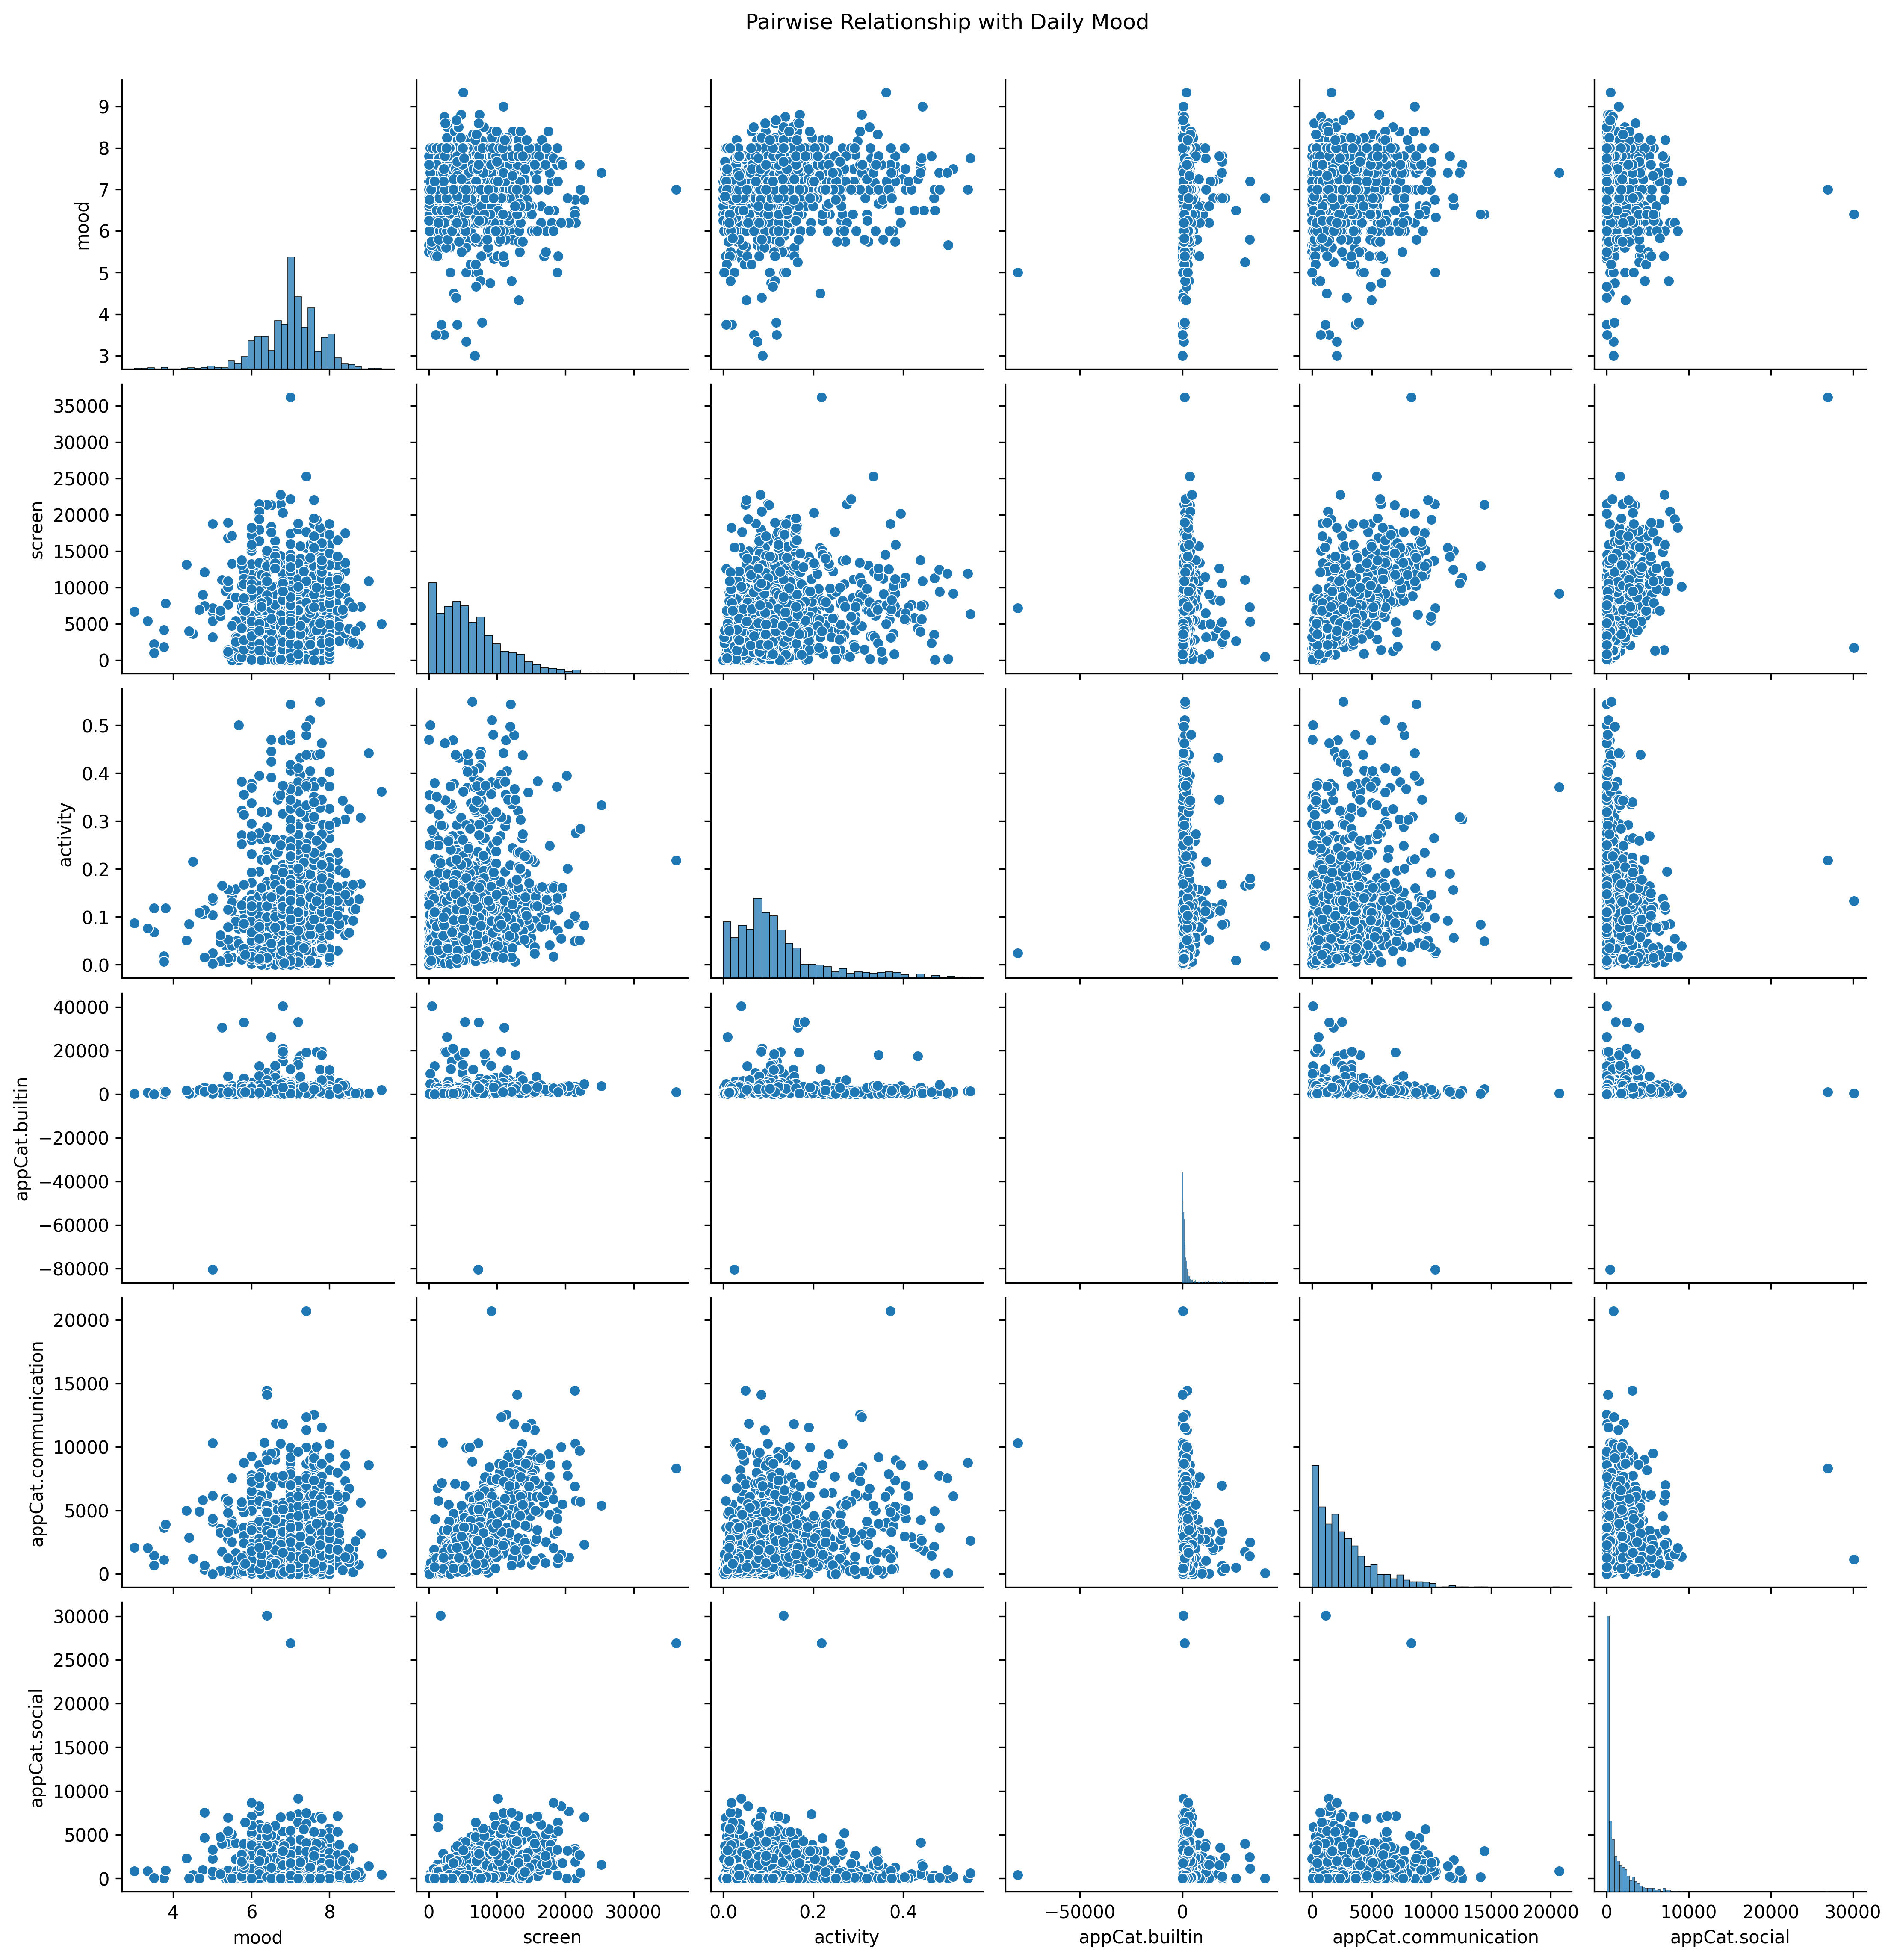 Pairwise Relationship with Daily Mood
9
8
7
6
5
4
3
mood
35000
30000
25000
20000
15000
10000
5000
0
screen
0.5
0.4
0.3
0.2
0.1
0.0
activity
40000
20000
0
−20000
−40000
−60000
−80000
appCat.builtin
20000
15000
10000
5000
0
appCat.communication
30000
25000
20000
15000
10000
5000
0
appCat.social
4 6 8
0 10000 20000 30000
0.0 0.2 0.4
−50000 0
0 5000 10000 15000 20000
0 10000 20000 30000
mood
screen
activity
appCat.builtin
appCat.communication
appCat.social